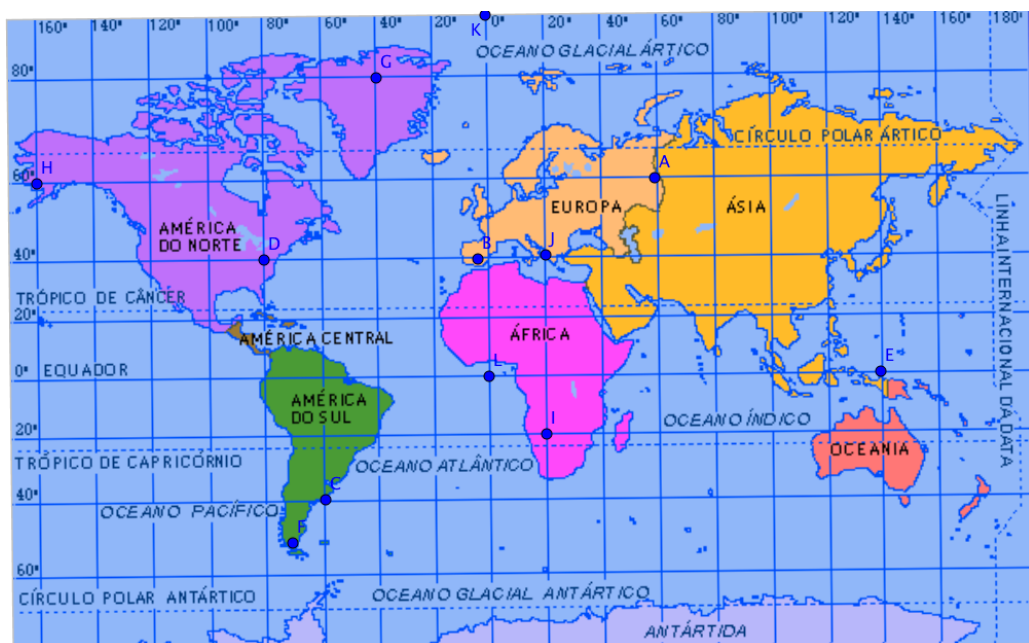 160° 140° 120° 100° 80° 60° 40° 20° 0° 20° 40° 60° 80° 100° 120° 140° 160° 180°
K
OCEANO GLACIAL ÁRTICO
80°
G
CÍRCULO POLAR ÁRTICO
H
A
60°
EUROPA
ÁSIA
AMÉRICA
DO NORTE
D
B
J
40°
LINHA INTERNACIONAL DA DATA
TRÓPICO DE CÂNCER
20°
AMÉRICA CENTRAL
ÁFRICA
L
E
0° EQUADOR
AMÉRICA
DO SUL
I
OCEANO ÍNDICO
20°
TRÓPICO DE CAPRICÓRNIO
OCEANO ATLÂNTICO
OCEANIA
C
40°
OCEANO PACÍFICO
F
60°
CÍRCULO POLAR ANTÁRTICO
OCEANO GLACIAL ANTÁRTICO
ANTÁRTIDA